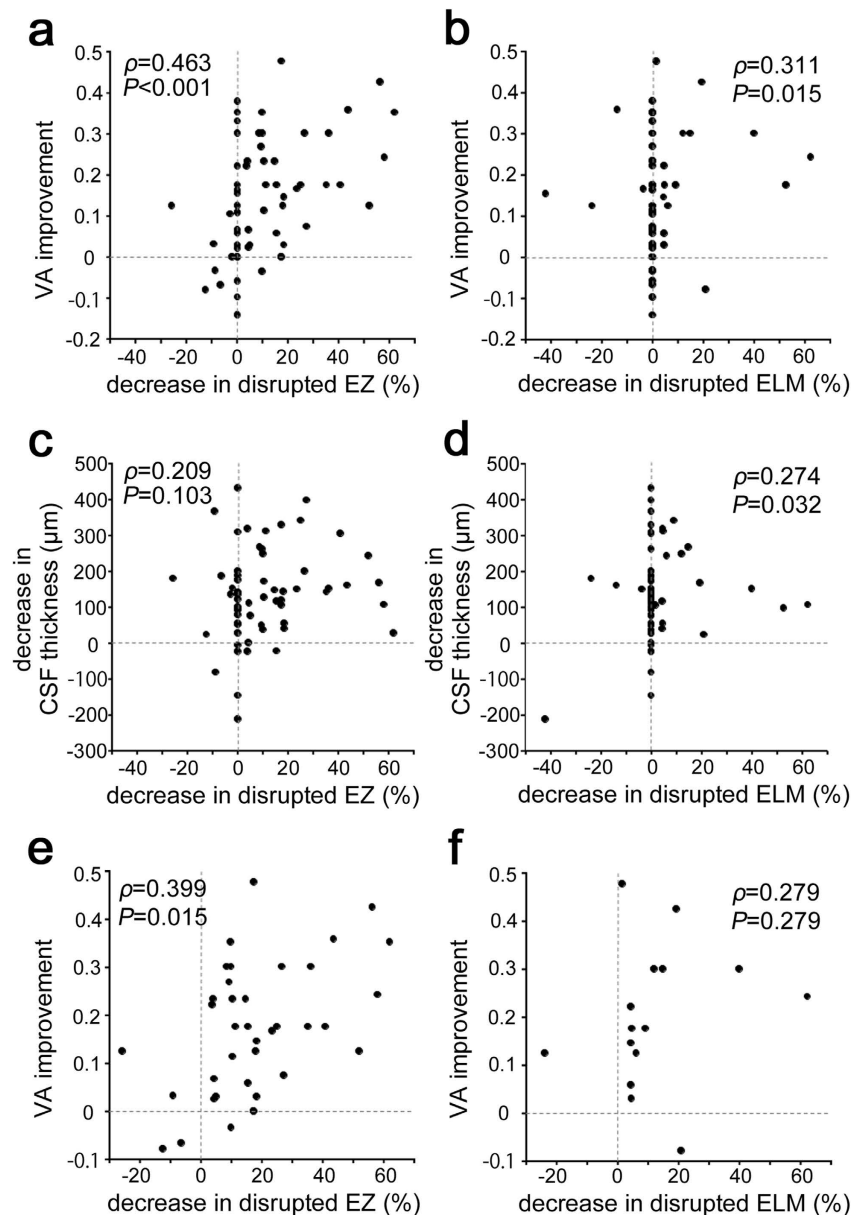 a
ρ=0.463
P<0.001
VA improvement
0.5
0.4
0.3
0.2
0.1
0
-0.1
-0.2
-40 -20 0 20 40 60
decrease in disrupted EZ (%)
b
ρ=0.311
P=0.015
VA improvement
0.5
0.4
0.3
0.2
0.1
0
-0.1
-0.2
-40 -20 0 20 40 60
decrease in disrupted ELM (%)
c
ρ=0.209
P=0.103
decrease in
CSF thickness (μm)
500
400
300
200
100
0
-100
-200
-300
-40 -20 0 20 40 60
decrease in disrupted EZ (%)
d
ρ=0.274
P=0.032
decrease in
CSF thickness (μm)
500
400
300
200
100
0
-100
-200
-300
-40 -20 0 20 40 60
decrease in disrupted ELM (%)
e
ρ=0.399
P=0.015
VA improvement
0.5
0.4
0.3
0.2
0.1
0
-0.1
-20 0 20 40 60
decrease in disrupted EZ (%)
f
ρ=0.279
P=0.279
VA improvement
0.5
0.4
0.3
0.2
0.1
0
-0.1
-20 0 20 40 60
decrease in disrupted ELM (%)